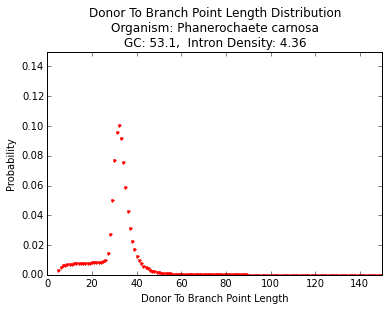 Donor To Branch Point Length Distribution
Organism: Phanerochaete carnosa
GC: 53.1,  Intron Density: 4.36
0.14
0.12
0.10
0.08
0.06
0.04
0.02
0.00
Probability
0 20 40 60 80 100 120 140
Donor To Branch Point Length